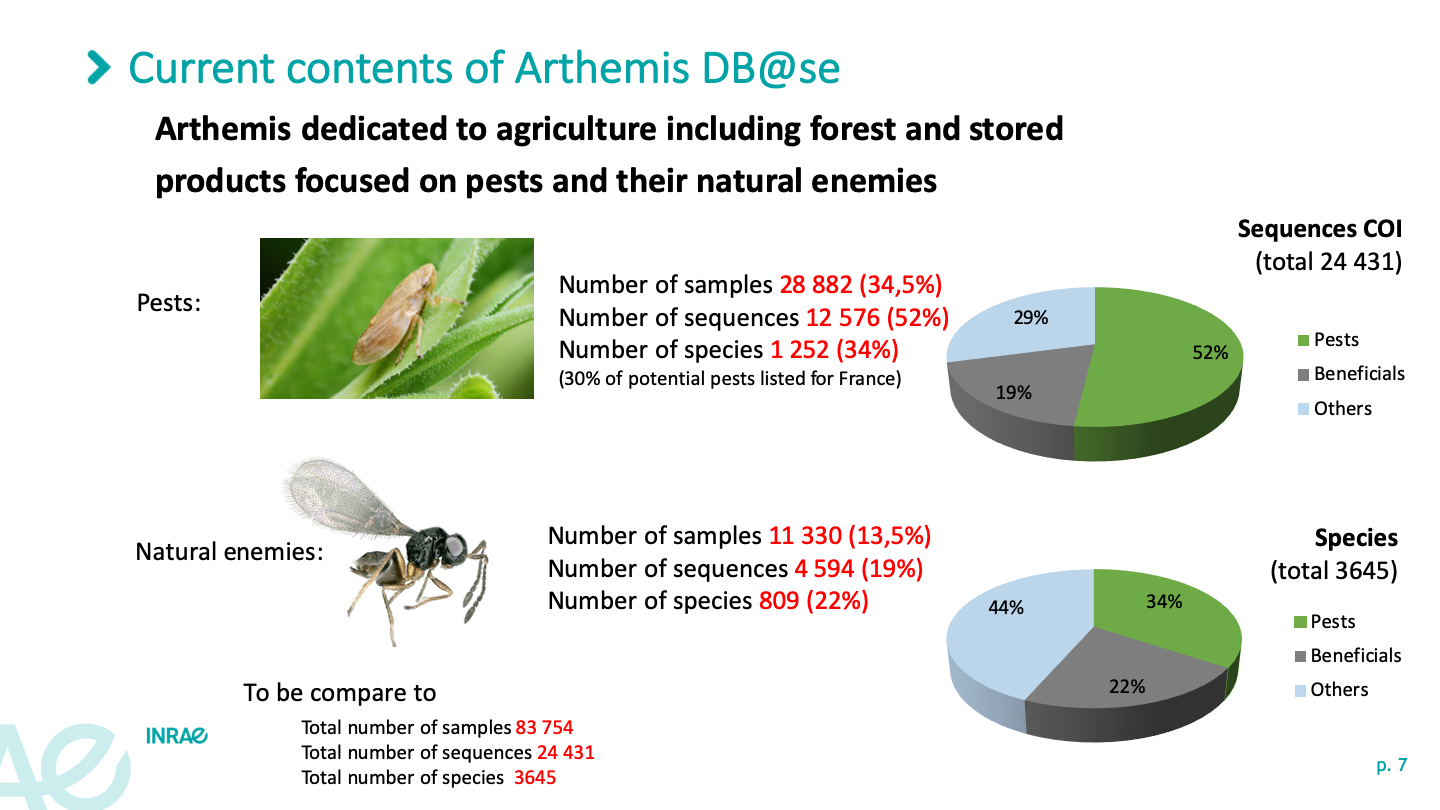 Current contents of Arthemis DB@se
Arthemis dedicated to agriculture including forest and stored
products focused on pests and their natural enemies
Pests:
Number of samples 28 882 (34,5%)
Number of sequences 12 576 (52%)
Number of species 1 252 (34%)
(30% of potential pests listed for France)
Sequences COI
(total 24 431)
29%
52%
19%
Pests
Beneficials
Others
Natural enemies:
Number of samples 11 330 (13,5%)
Number of sequences 4 594 (19%)
Number of species 809 (22%)
Species
(total 3645)
44%
34%
22%
Pests
Beneficials
Others
To be compare to
Total number of samples 83 754
Total number of sequences 24 431
Total number of species 3645
INRAE
p. 7